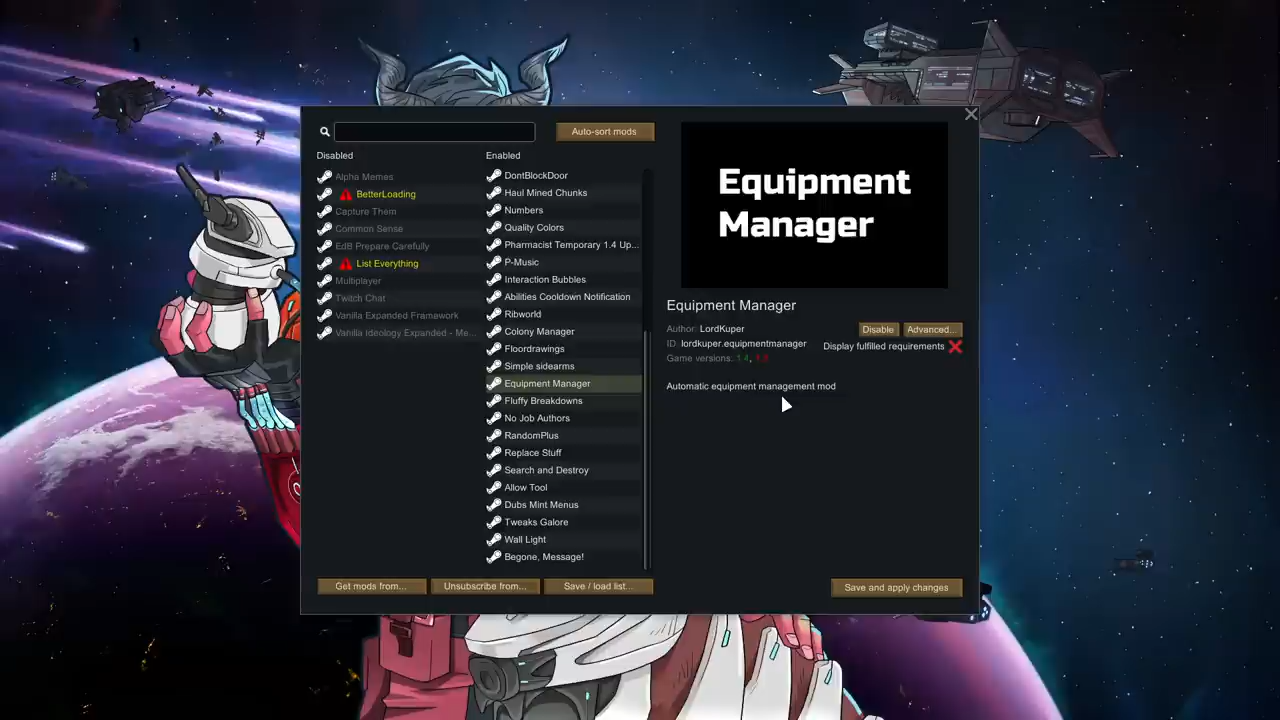 Auto-sort mods
Disabled
Alpha Memes
BetterLoading
Capture Them
Common Sense
EdB Prepare Carefully
List Everything
Multiplayer
Twitch Chat
Vanilla Expanded Framework
Vanilla Ideology Expanded - Me...
Enabled
DontBlockDoor
Haul Mined Chunks
Numbers
Quality Colors
Pharmacist Temporary 1.4 Up...
P-Music
Interaction Bubbles
Abilities Cooldown Notification
Ribworld
Colony Manager
Floordrawings
Simple sidearms
Equipment Manager
Fluffy Breakdowns
No Job Authors
RandomPlus
Replace Stuff
Search and Destroy
Allow Tool
Dubs Mint Menus
Tweaks Galore
Wall Light
Begone, Message!
Get mods from...
Unsubscribe from...
Save / load list...
Equipment
Manager
Equipment Manager
Author: LordKuper
Disable
Advanced...
ID: lordkuper.equipmentmanager
Display fulfilled requirements
Game versions: 1.4,
Automatic equipment management mod
Save and apply changes